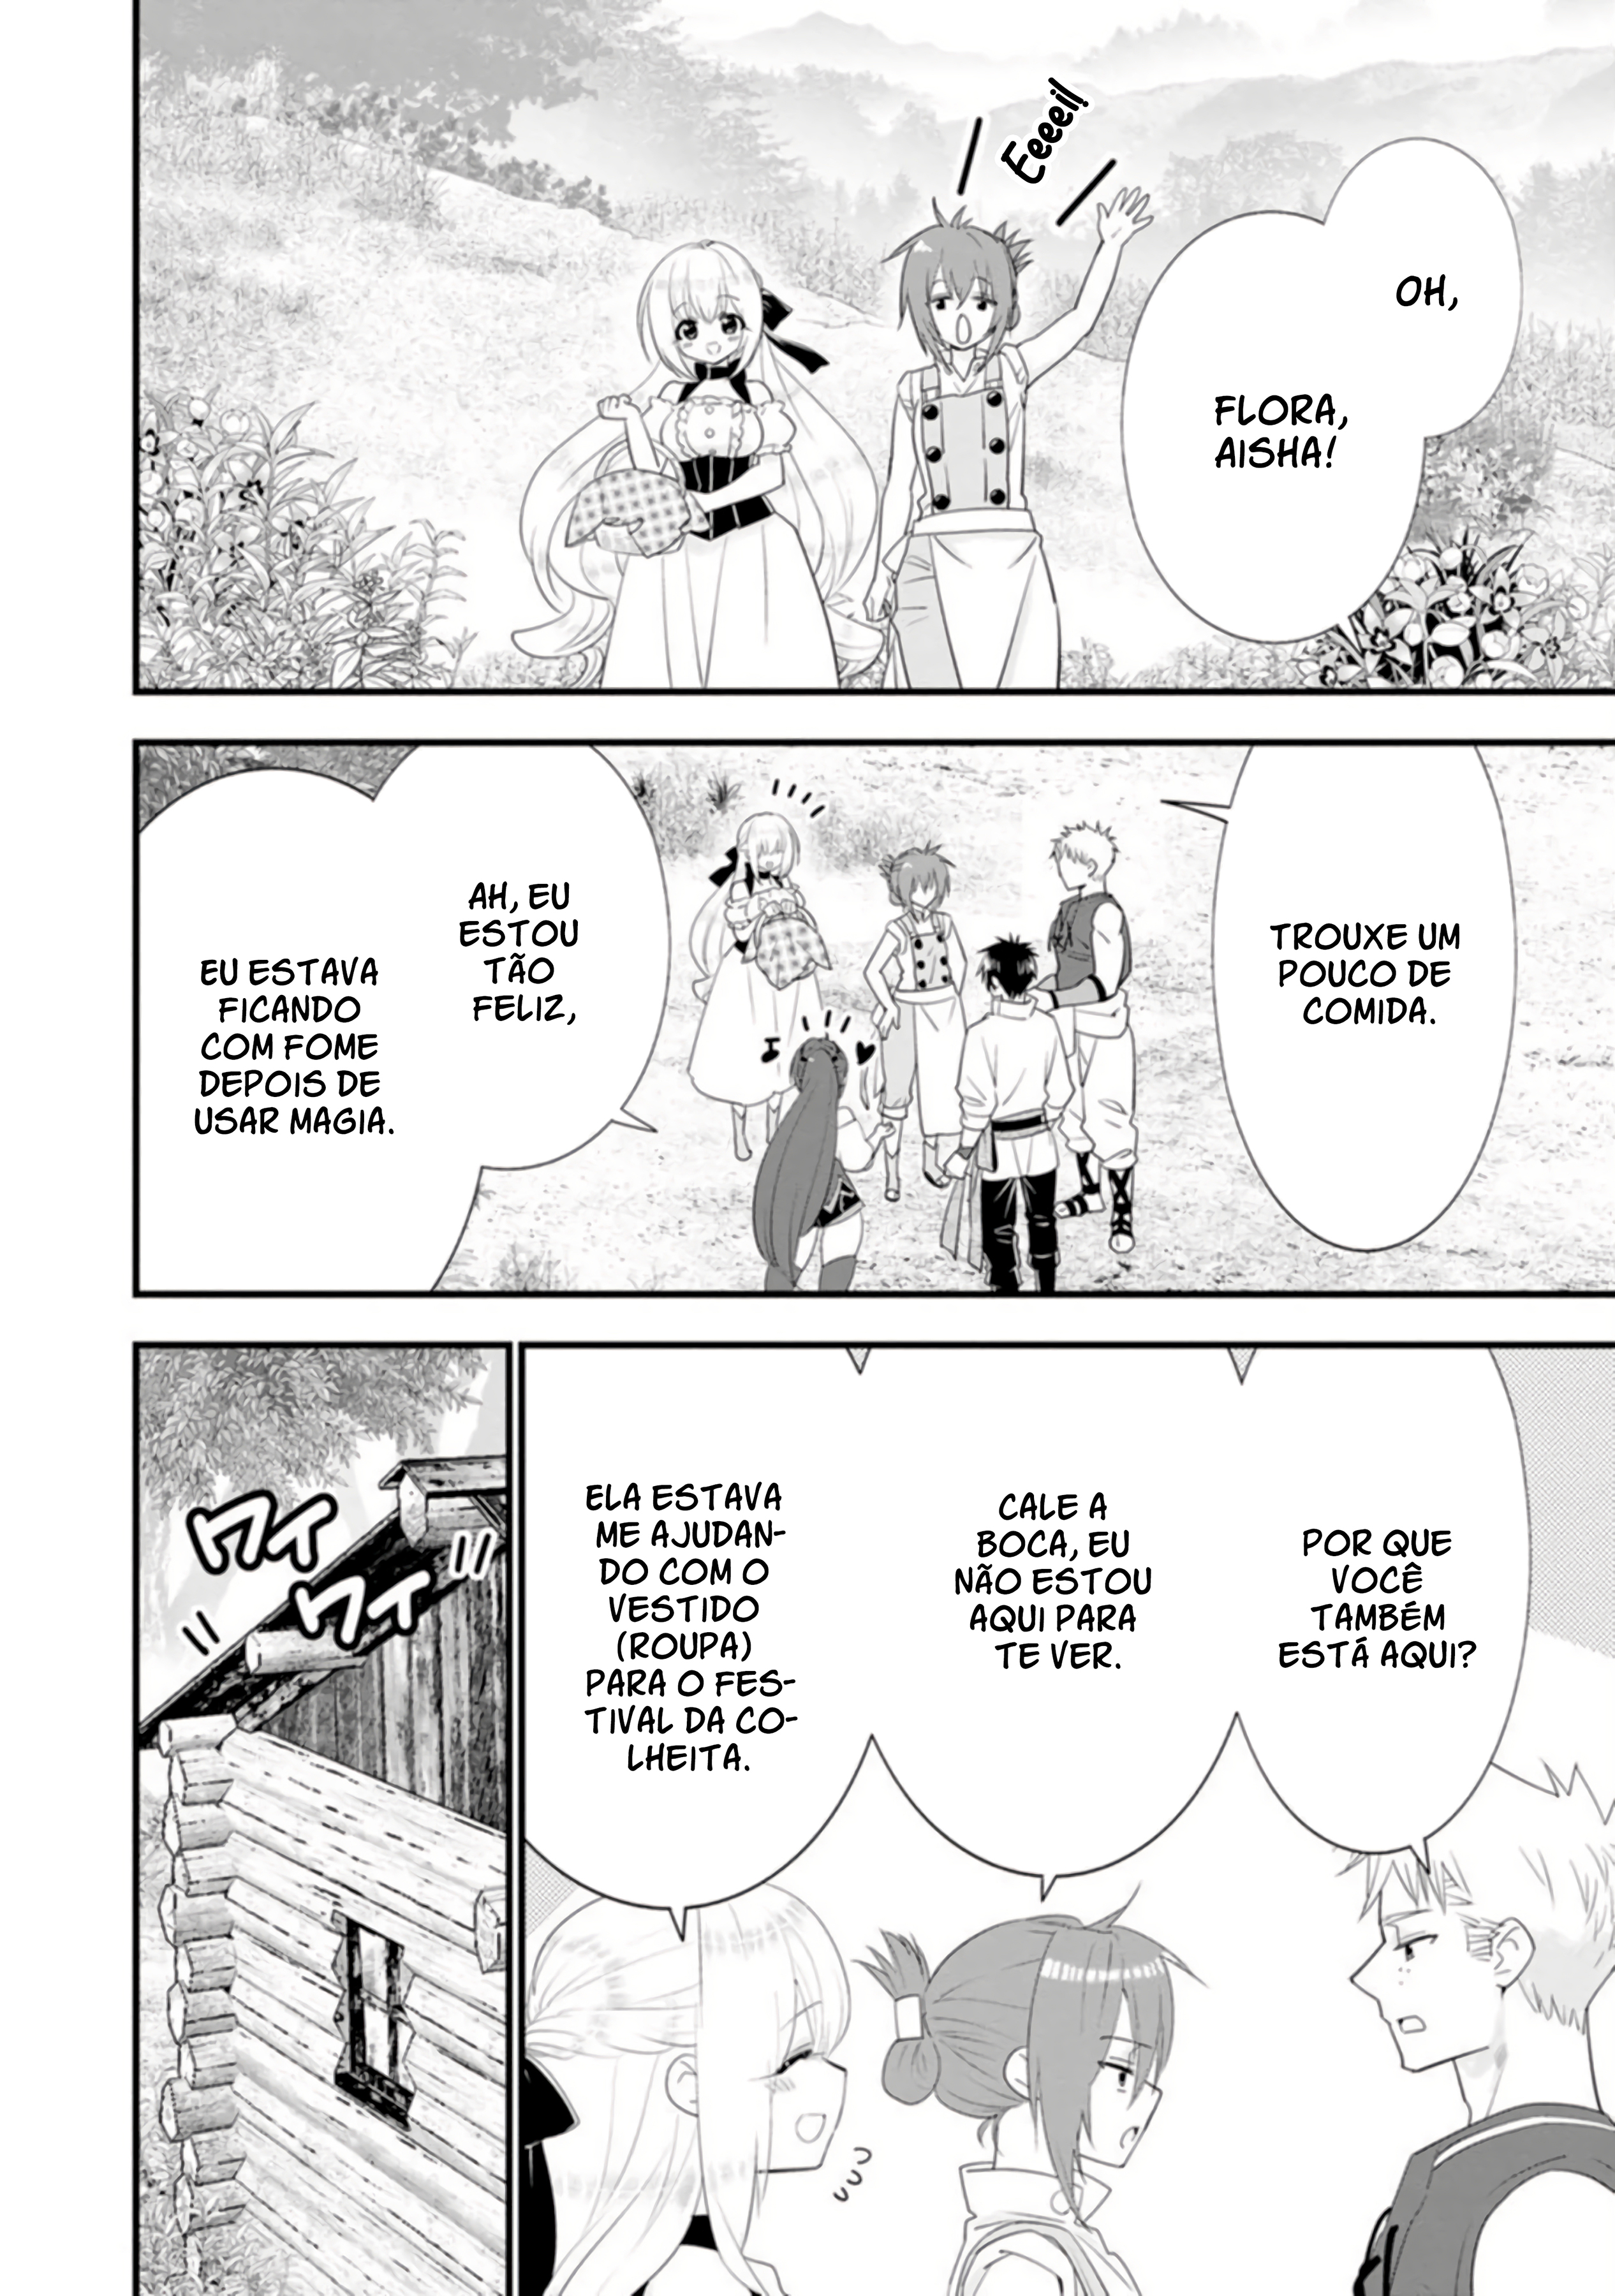 Eeeei!
OH,
FLORA,
AISHA!
TROUXE UM
POUCO DE
COMIDA.
AH, EU
ESTOU
TÃO
FELIZ,
EU ESTAVA
FICANDO
COM FOME
DEPOIS DE
USAR MAGIA.
POR QUE
VOCÊ
TAMBÉM
ESTÁ AQUI?
CALE A
BOCA, EU
NÃO ESTOU
AQUI PARA
TE VER.
ELA ESTAVA
ME AJUDAN-
DO COM O
VESTIDO
(ROUPA)
PARA O FES-
TIVAL DA CO-
LHEITA.
ワイ
ワイ